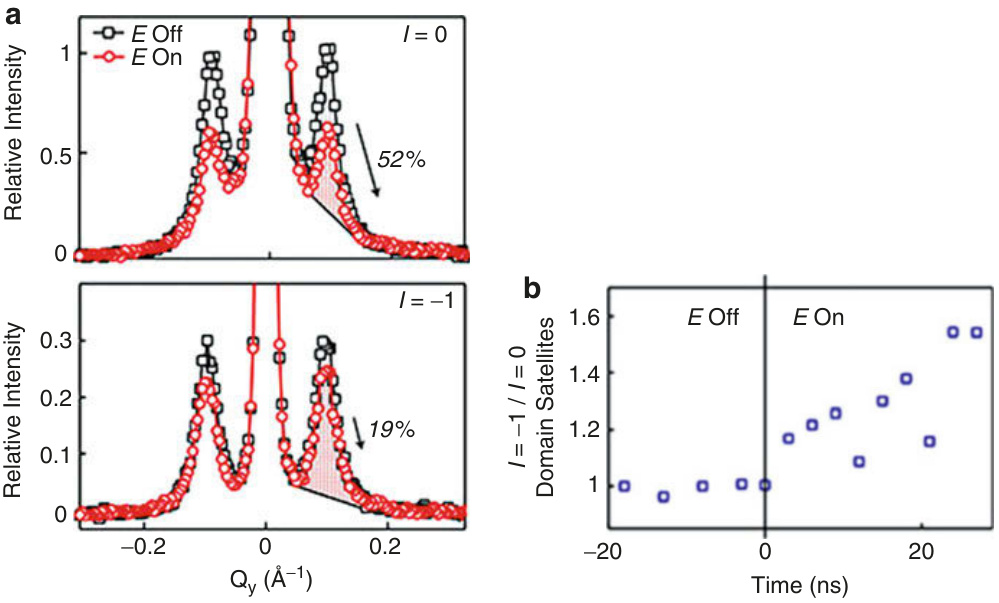 a
E Off
E On
l = 0
1
0.5
0
Relative Intensity
52%
l = −1
0.3
0.2
0.1
0
Relative Intensity
19%
−0.2
0
0.2
Qy (Å−1)
b
E Off
E On
1.6
1.4
1.2
1
l = −1 / l = 0
Domain Satellites
−20
0
20
Time (ns)